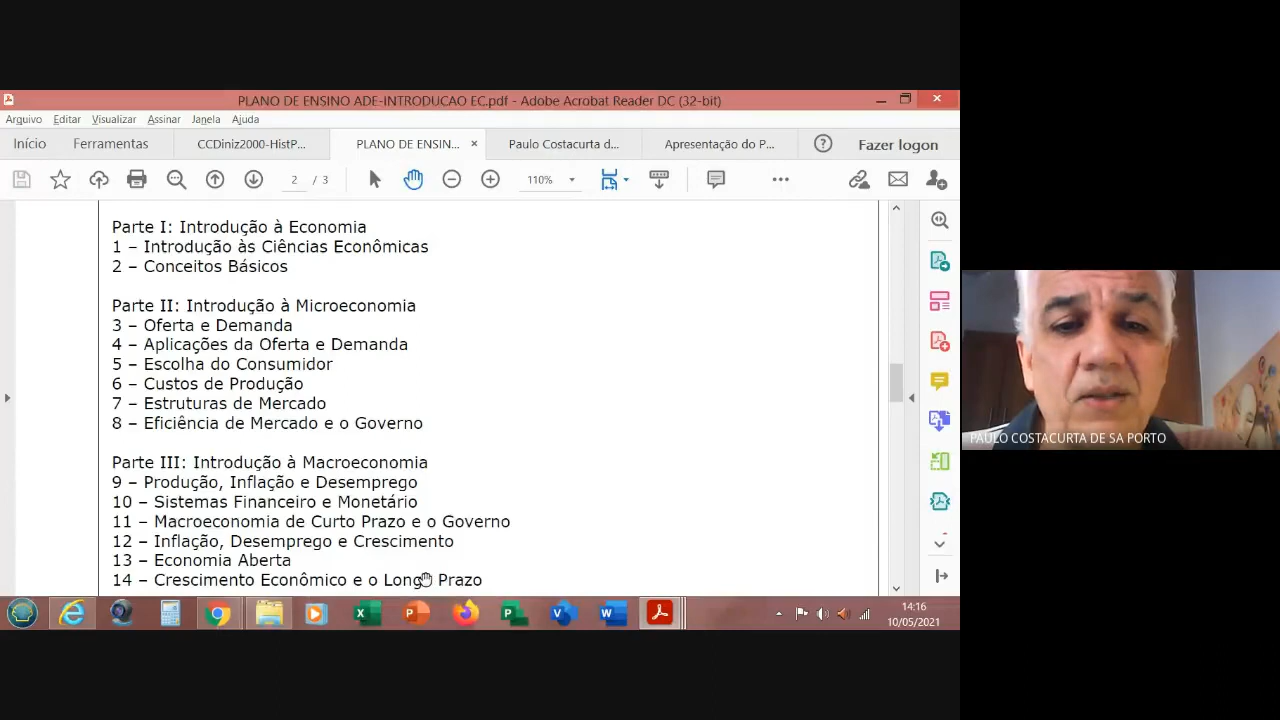 PLANO DE ENSINO ADE-INTRODUCAO EC.pdf - Adobe Acrobat Reader DC (32-bit)
Arquivo Editar Visualizar Assinar Janela Ajuda
Início Ferramentas CCDiniz2000-HistP... PLANO DE ENSIN... × Paulo Costacurta d... Apresentação do P... Fazer logon
2 / 3 110%
Parte I: Introdução à Economia
1 – Introdução às Ciências Econômicas
2 – Conceitos Básicos
Parte II: Introdução à Microeconomia
3 – Oferta e Demanda
4 – Aplicações da Oferta e Demanda
5 – Escolha do Consumidor
6 – Custos de Produção
7 – Estruturas de Mercado
8 – Eficiência de Mercado e o Governo
Parte III: Introdução à Macroeconomia
9 – Produção, Inflação e Desemprego
10 – Sistemas Financeiro e Monetário
11 – Macroeconomia de Curto Prazo e o Governo
12 – Inflação, Desemprego e Crescimento
13 – Economia Aberta
14 – Crescimento Econômico e o Longo Prazo
PAULO COSTACURTA DE SA PORTO
14:16
10/05/2021